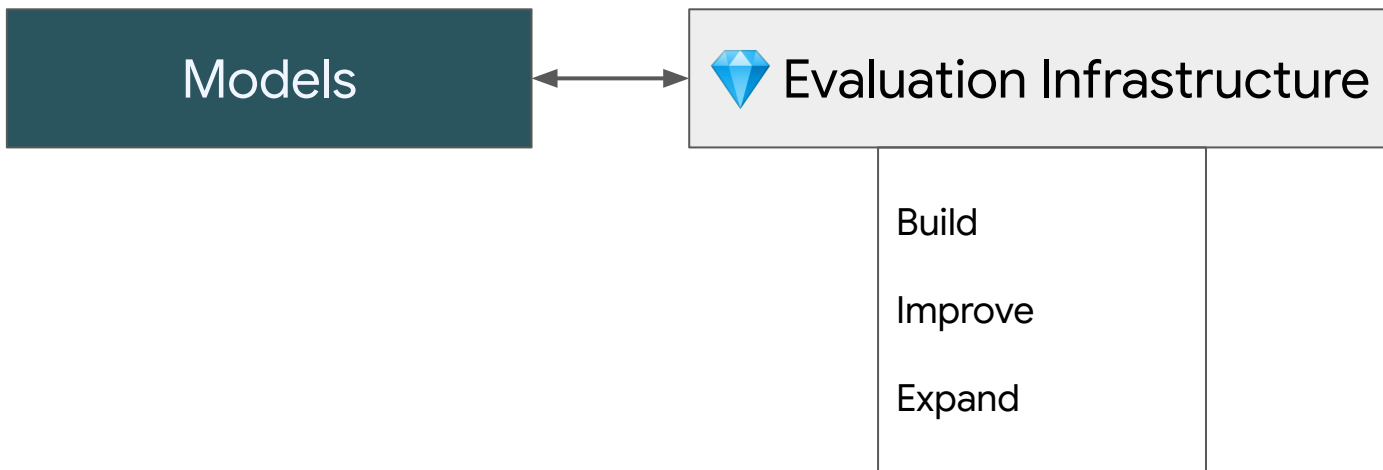 Models
💎 Evaluation Infrastructure
Build
Improve
Expand